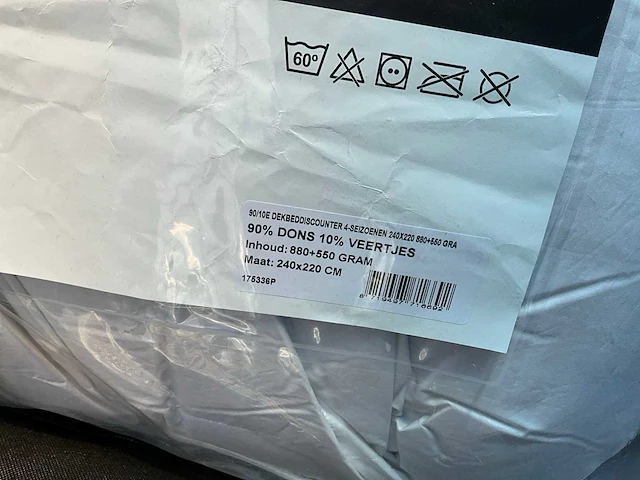 60°
90/10E DEKBEDDISCOUNTER 4-SEIZOENEN 240X220 880+550 GRA
90% DONS 10% VEERTJES
Inhoud: 880+550 GRAM
Maat: 240x220 CM
175336P